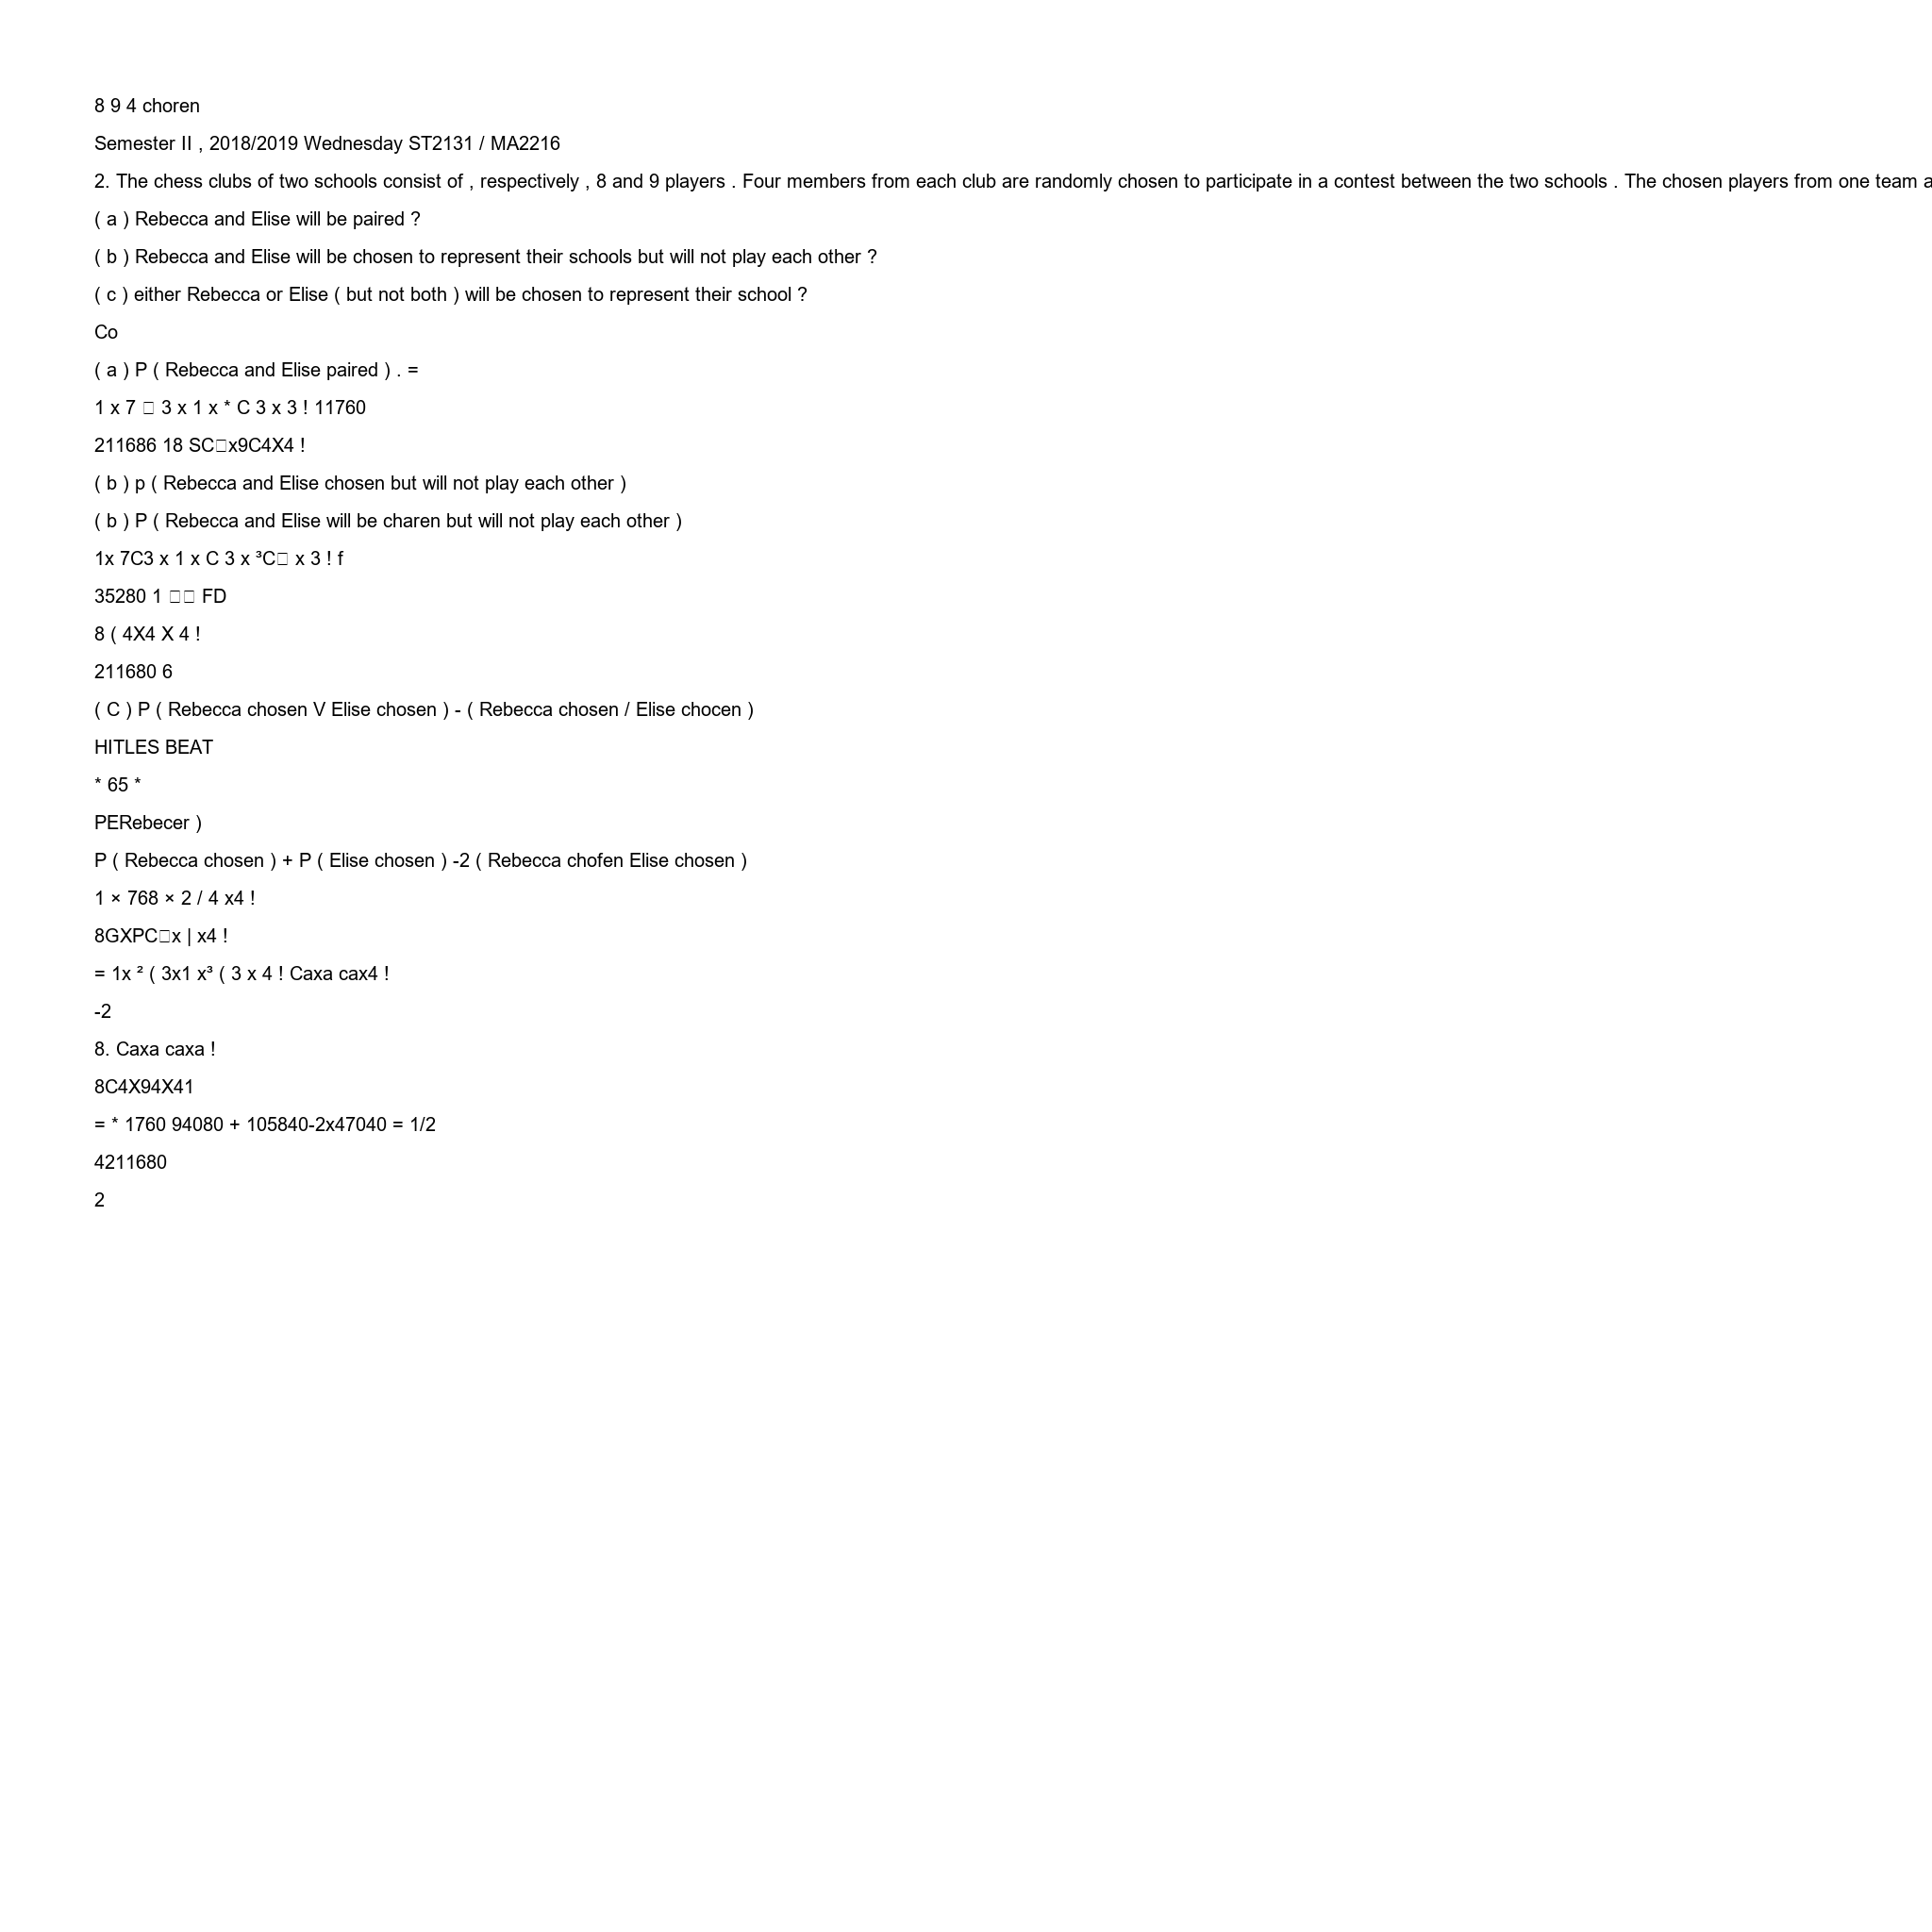 8 9 4 choren
Semester II , 2018/2019 Wednesday ST2131 / MA2216
2. The chess clubs of two schools consist of , respectively , 8 and 9 players . Four members from each club are randomly chosen to participate in a contest between the two schools . The chosen players from one team a
( a ) Rebecca and Elise will be paired ?
( b ) Rebecca and Elise will be chosen to represent their schools but will not play each other ?
( c ) either Rebecca or Elise ( but not both ) will be chosen to represent their school ?
Co
( a ) P ( Rebecca and Elise paired ) . =
1 x 7 □ 3 x 1 x * C 3 x 3 ! 11760
211686 18 SC□x9C4X4 !
( b ) p ( Rebecca and Elise chosen but will not play each other )
( b ) P ( Rebecca and Elise will be charen but will not play each other )
1x 7C3 x 1 x C 3 x ³C□ x 3 ! f
35280 1 □□ FD
8 ( 4X4 X 4 !
211680 6
( C ) P ( Rebecca chosen V Elise chosen ) - ( Rebecca chosen / Elise chocen )
HITLES BEAT
* 65 *
PERebecer )
P ( Rebecca chosen ) + P ( Elise chosen ) -2 ( Rebecca chofen Elise chosen )
1 × 768 × 2 / 4 x4 !
8GXPC□x | x4 !
= 1x ² ( 3x1 x³ ( 3 x 4 ! Caxa cax4 !
-2
8. Caxa caxa !
8C4X94X41
= * 1760 94080 + 105840-2x47040 = 1/2
4211680
2